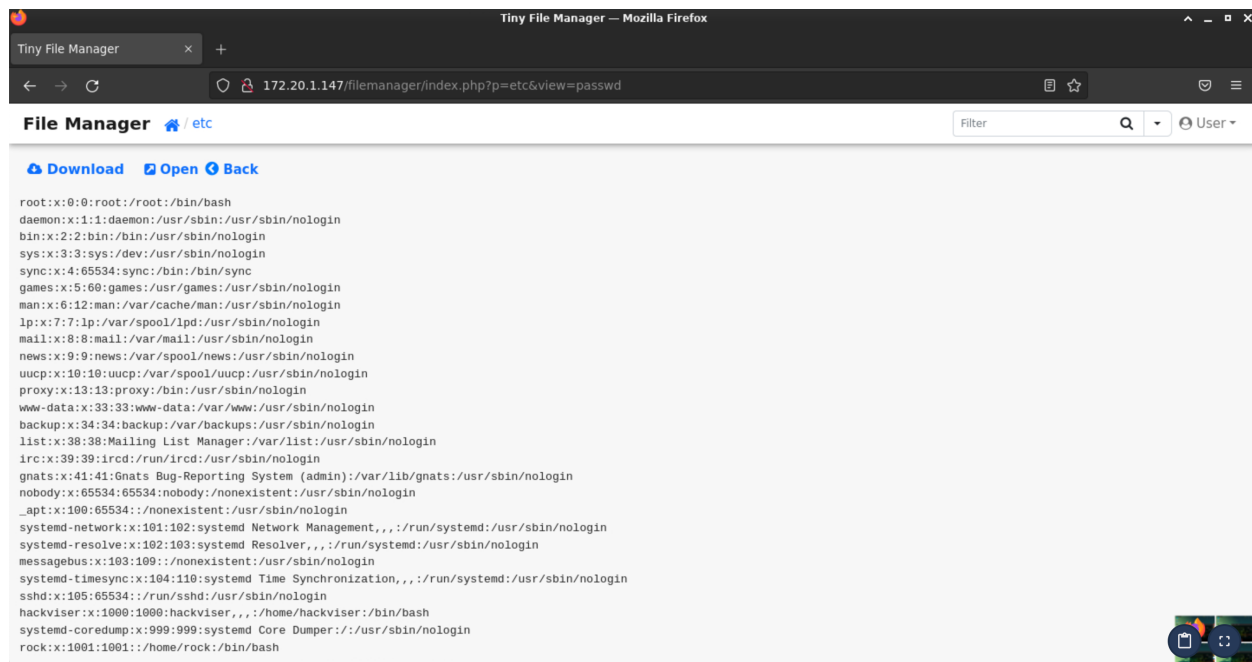 Tiny File Manager — Mozilla Firefox
Tiny File Manager
172.20.1.147/filemanager/index.php?p=etc&view=passwd
File Manager / etc
Filter
User
Download Open Back
root:x:0:0:root:/root:/bin/bash
daemon:x:1:1:daemon:/usr/sbin:/usr/sbin/nologin
bin:x:2:2:bin:/bin:/usr/sbin/nologin
sys:x:3:3:sys:/dev:/usr/sbin/nologin
sync:x:4:65534:sync:/bin:/bin/sync
games:x:5:60:games:/usr/games:/usr/sbin/nologin
man:x:6:12:man:/var/cache/man:/usr/sbin/nologin
lp:x:7:7:lp:/var/spool/lpd:/usr/sbin/nologin
mail:x:8:8:mail:/var/mail:/usr/sbin/nologin
news:x:9:9:news:/var/spool/news:/usr/sbin/nologin
uucp:x:10:10:uucp:/var/spool/uucp:/usr/sbin/nologin
proxy:x:13:13:proxy:/bin:/usr/sbin/nologin
www-data:x:33:33:www-data:/var/www:/usr/sbin/nologin
backup:x:34:34:backup:/var/backups:/usr/sbin/nologin
list:x:38:38:Mailing List Manager:/var/list:/usr/sbin/nologin
irc:x:39:39:ircd:/run/ircd:/usr/sbin/nologin
gnats:x:41:41:Gnats Bug-Reporting System (admin):/var/lib/gnats:/usr/sbin/nologin
nobody:x:65534:65534:nobody:/nonexistent:/usr/sbin/nologin
_apt:x:100:65534::/nonexistent:/usr/sbin/nologin
systemd-network:x:101:102:systemd Network Management,,,:/run/systemd:/usr/sbin/nologin
systemd-resolve:x:102:103:systemd Resolver,,,:/run/systemd:/usr/sbin/nologin
messagebus:x:103:109::/nonexistent:/usr/sbin/nologin
systemd-timesync:x:104:110:systemd Time Synchronization,,,:/run/systemd:/usr/sbin/nologin
sshd:x:105:65534::/run/sshd:/usr/sbin/nologin
hackviser:x:1000:1000:hackviser,,,:/home/hackviser:/bin/bash
systemd-coredump:x:999:999:systemd Core Dumper:/:/usr/sbin/nologin
rock:x:1001:1001::/home/rock:/bin/bash